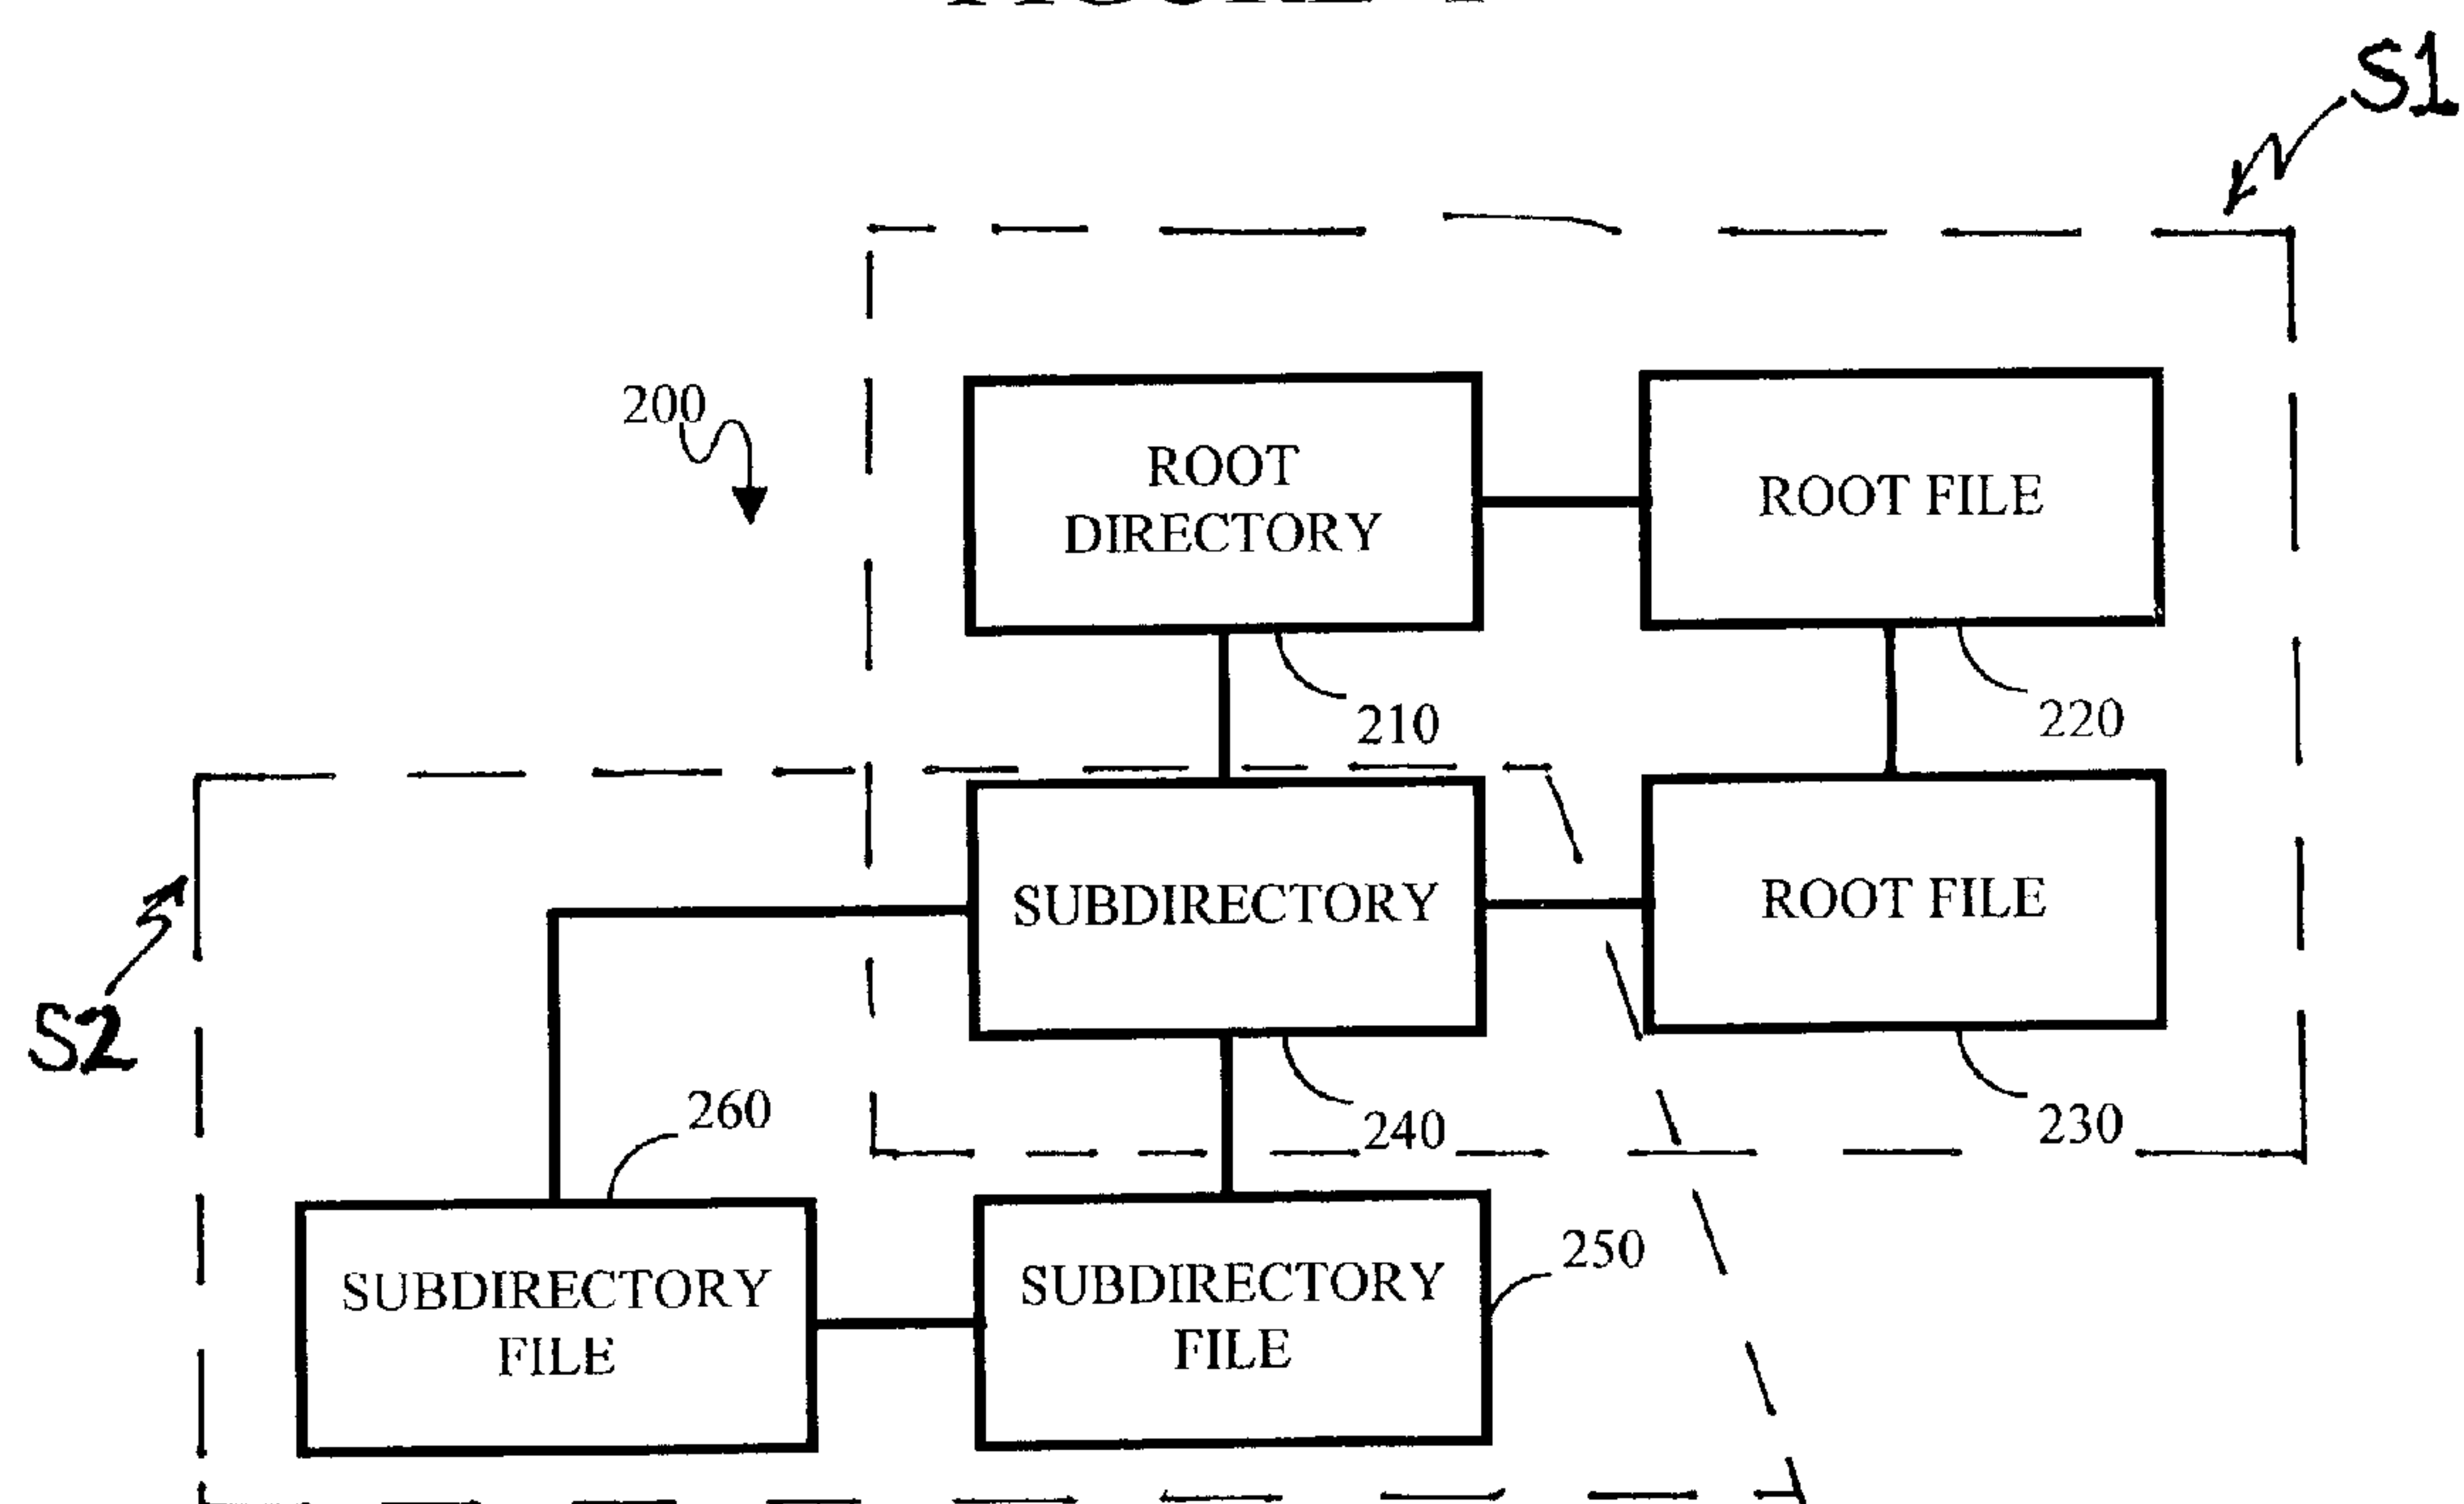 S1
200
ROOT
DIRECTORY
ROOT FILE
210
220
SUBDIRECTORY
ROOT FILE
S2
260
240
230
SUBDIRECTORY
FILE
SUBDIRECTORY
FILE
250